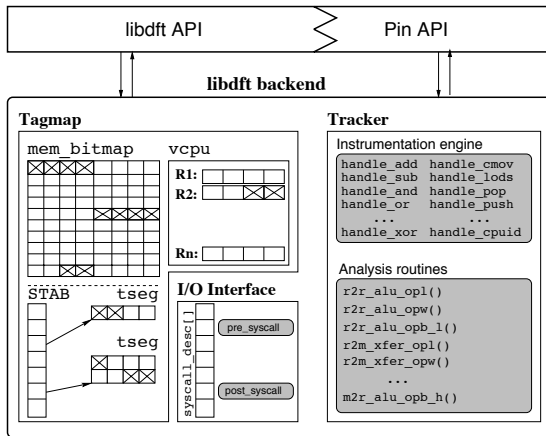 libdft API
Pin API
libdft backend
Tagmap
mem_bitmap
vcpu
R1:
R2:
Rn:
STAB
tseg
tseg
I/O Interface
syscall_desc[]
pre_syscall
post_syscall
Tracker
Instrumentation engine
handle_add handle_cmov
handle_sub handle_lods
handle_and handle_pop
handle_or handle_push
... ...
handle_xor handle_cpuid
Analysis routines
r2r_alu_opl()
r2r_alu_opw()
r2r_alu_opb_l()
r2m_xfer_opl()
r2m_xfer_opw()
...
m2r_alu_opb_h()